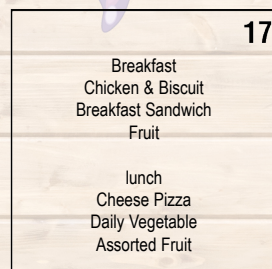 17
Breakfast
Chicken & Biscuit
Breakfast Sandwich
Fruit
lunch
Cheese Pizza
Daily Vegetable
Assorted Fruit